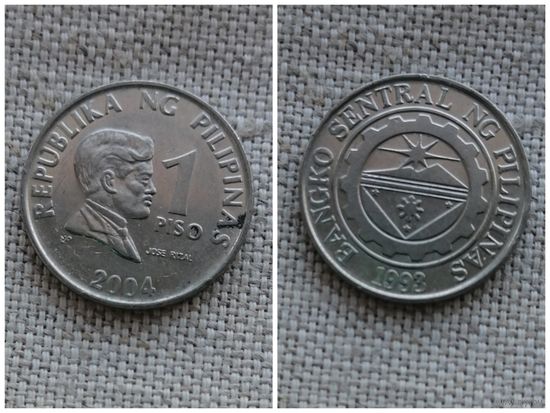 REPUBLIKA NG PILIPINAS
1
PISO
JOSE RIZAL
2004
BANGKO SENTRAL NG PILIPINAS
1993